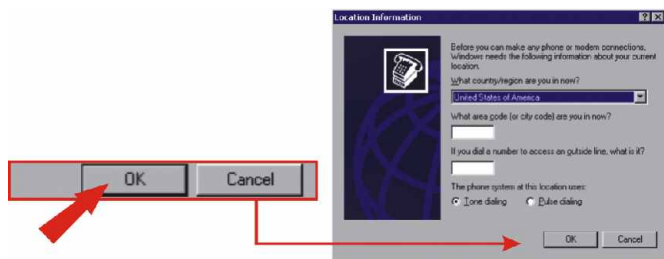 Location Information
Before you can make any phone or modem connections,
Windows needs the following information about your current
location.
What country/region are you in now?
United States of America
What area code (or city code) are you in now?
If you dial a number to access an outside line, what is it?
The phone system at this location uses:
Tone dialing Pulse dialing
OK Cancel
OK Cancel